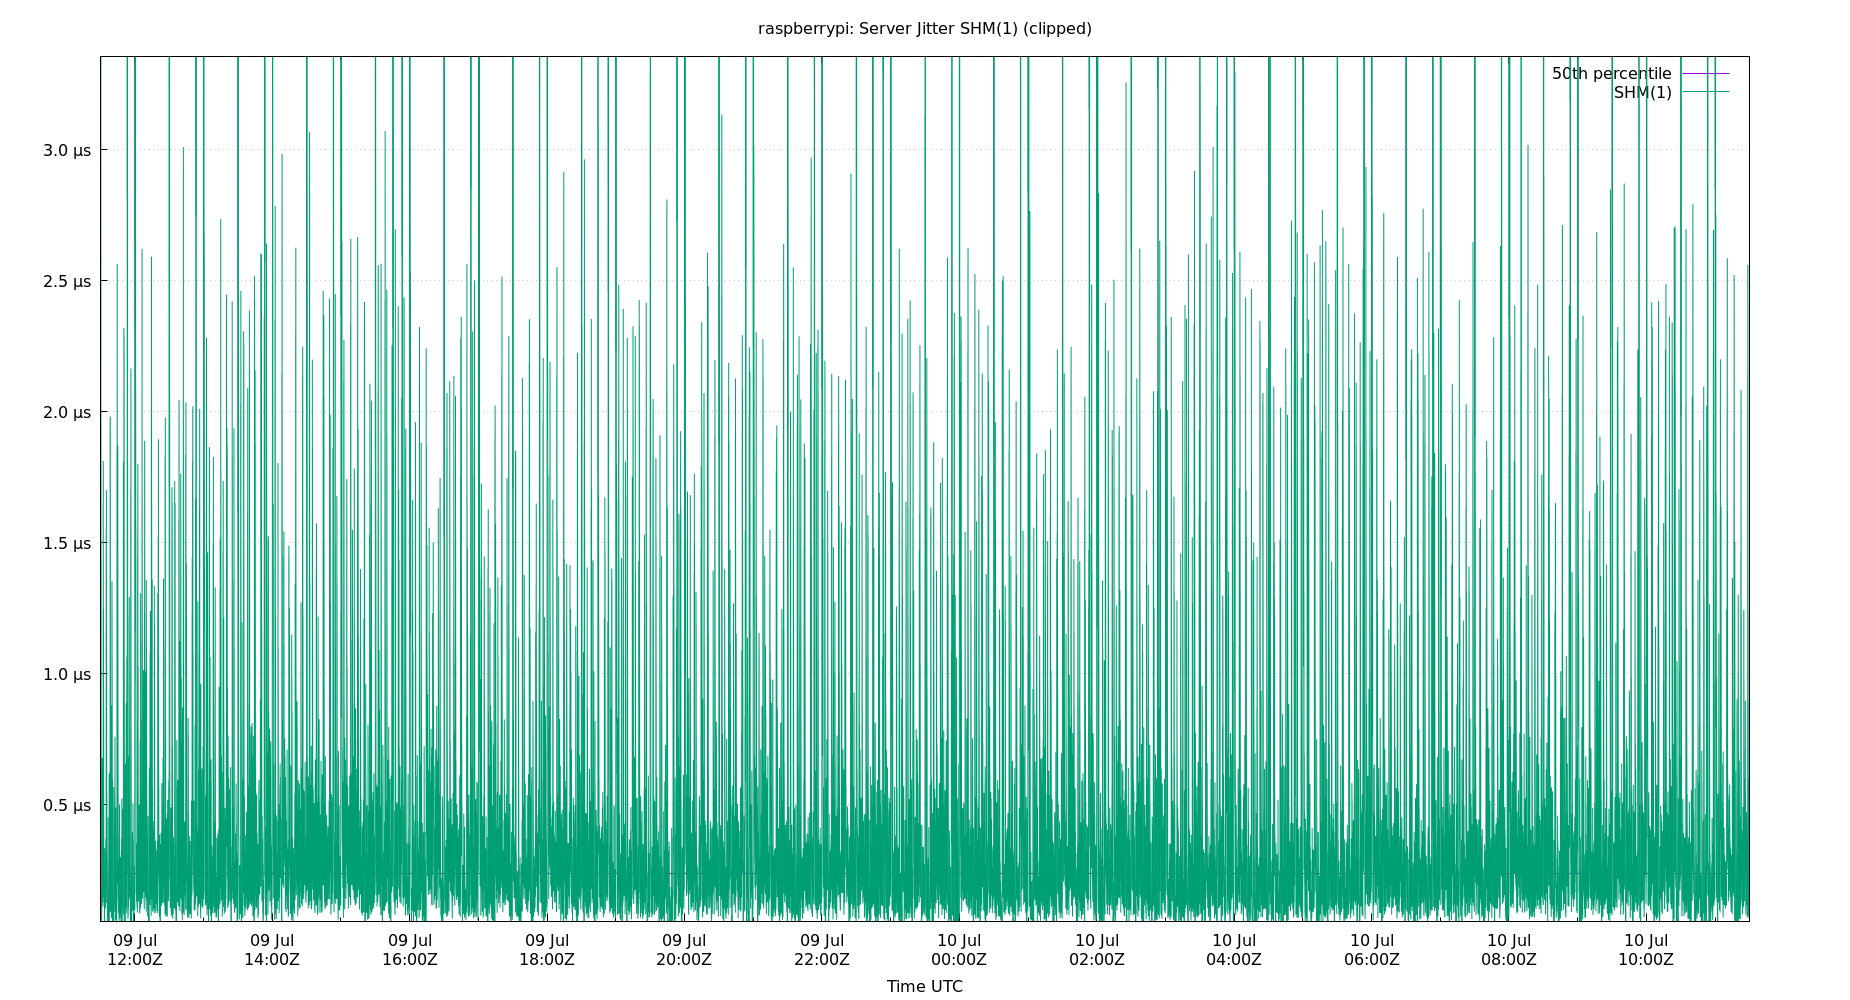 raspberrypi: Server Jitter SHM(1) (clipped)
50th percentile
SHM(1)
3.0 µs
2.5 µs
2.0 µs
1.5 µs
1.0 µs
0.5 µs
09 Jul 09 Jul 09 Jul 09 Jul 09 Jul 09 Jul 10 Jul 10 Jul 10 Jul 10 Jul 10 Jul 10 Jul
12:00Z 14:00Z 16:00Z 18:00Z 20:00Z 22:00Z 00:00Z 02:00Z 04:00Z 06:00Z 08:00Z 10:00Z
Time UTC